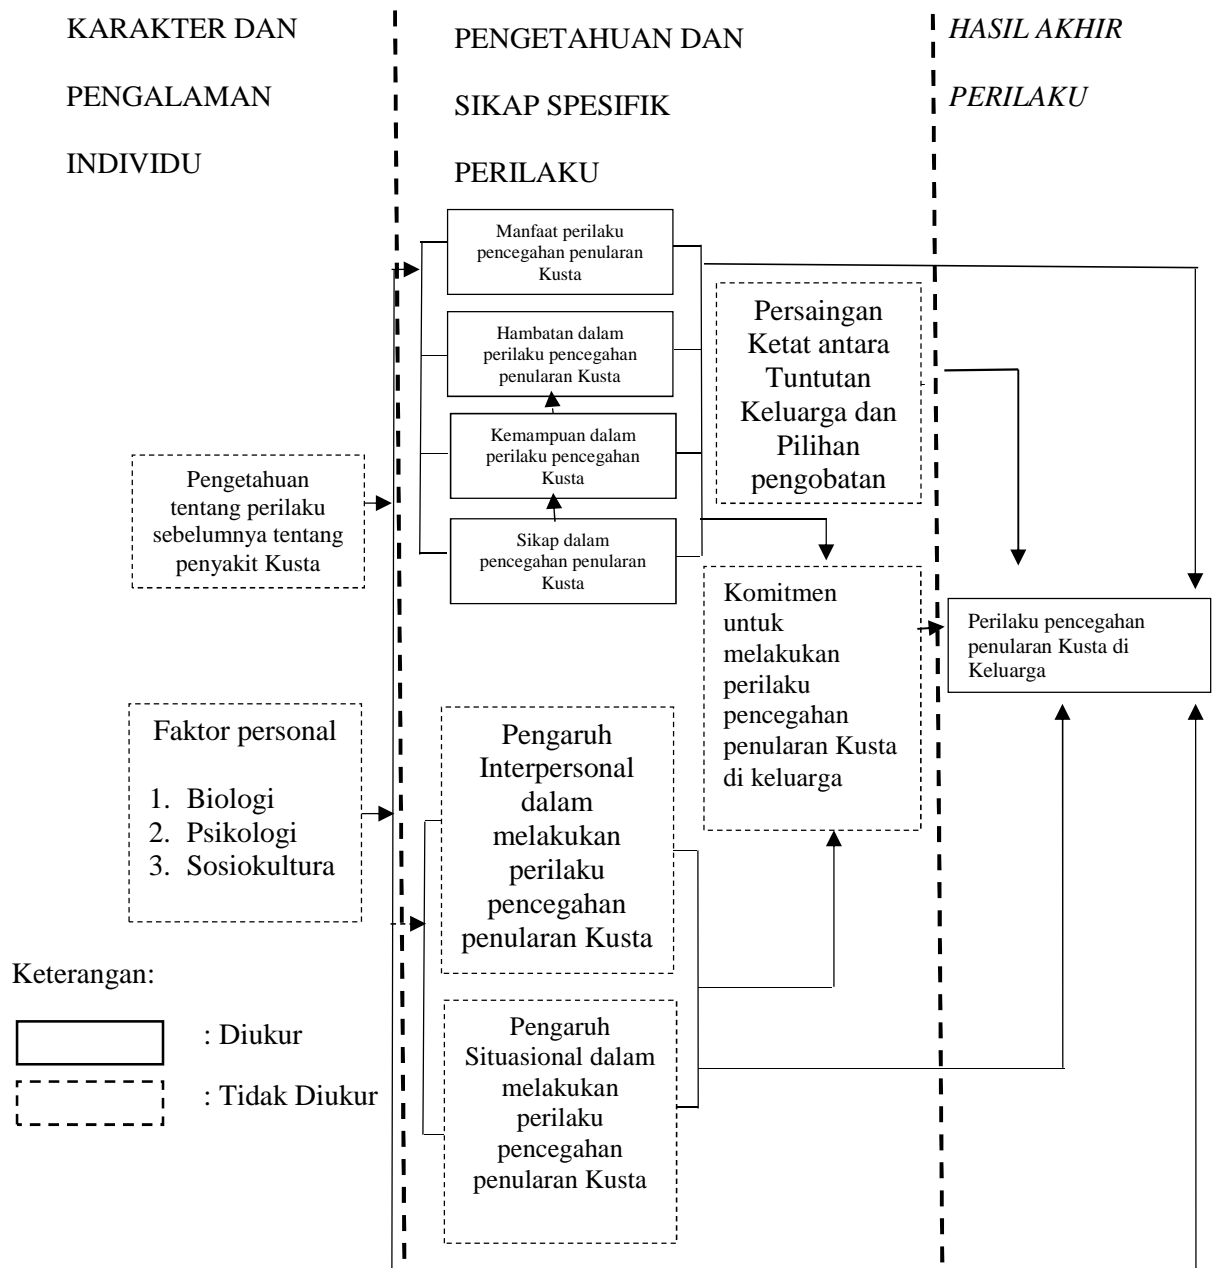 KARAKTER DAN
PENGALAMAN
INDIVIDU
PENGETAHUAN DAN
SIKAP SPESIFIK
PERILAKU
HASIL AKHIR
PERILAKU
Manfaat perilaku
pencegahan penularan
Kusta
Hambatan dalam
perilaku pencegahan
penularan Kusta
Kemampuan dalam
perilaku pencegahan
Kusta
Sikap dalam
pencegahan penularan
Kusta
Persaingan
Ketat antara
Tuntutan
Keluarga dan
Pilihan
pengobatan
Pengetahuan
tentang perilaku
sebelumnya tentang
penyakit Kusta
Komitmen
untuk
melakukan
perilaku
pencegahan
penularan Kusta
di keluarga
Perilaku pencegahan
penularan Kusta di
Keluarga
Faktor personal
1. Biologi
2. Psikologi
3. Sosiokultura
Pengaruh
Interpersonal
dalam
melakukan
perilaku
pencegahan
penularan Kusta
Pengaruh
Situasional dalam
melakukan
perilaku
pencegahan
penularan Kusta
Keterangan:
: Diukur
: Tidak Diukur